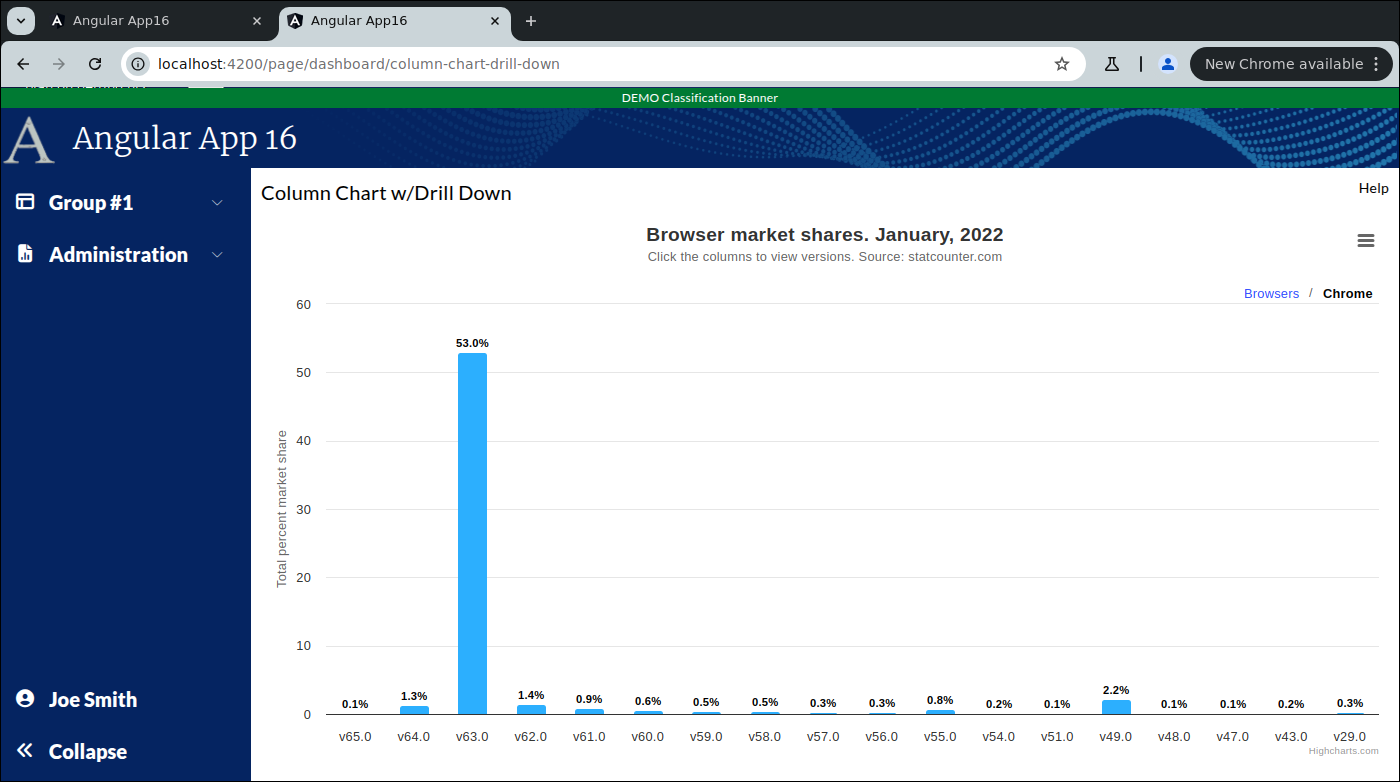 Angular App16
Angular App16
localhost:4200/page/dashboard/column-chart-drill-down
New Chrome available
DEMO Classification Banner
A Angular App 16
Group #1
Administration
Joe Smith
Collapse
Column Chart w/Drill Down
Help
Browser market shares. January, 2022
Click the columns to view versions. Source: statcounter.com
Browsers / Chrome
Total percent market share
60
50
40
30
20
10
0
0.1% 1.3% 53.0% 1.4% 0.9% 0.6% 0.5% 0.5% 0.3% 0.3% 0.8% 0.2% 0.1% 2.2% 0.1% 0.1% 0.2% 0.3%
v65.0 v64.0 v63.0 v62.0 v61.0 v60.0 v59.0 v58.0 v57.0 v56.0 v55.0 v54.0 v51.0 v49.0 v48.0 v47.0 v43.0 v29.0
Highcharts.com